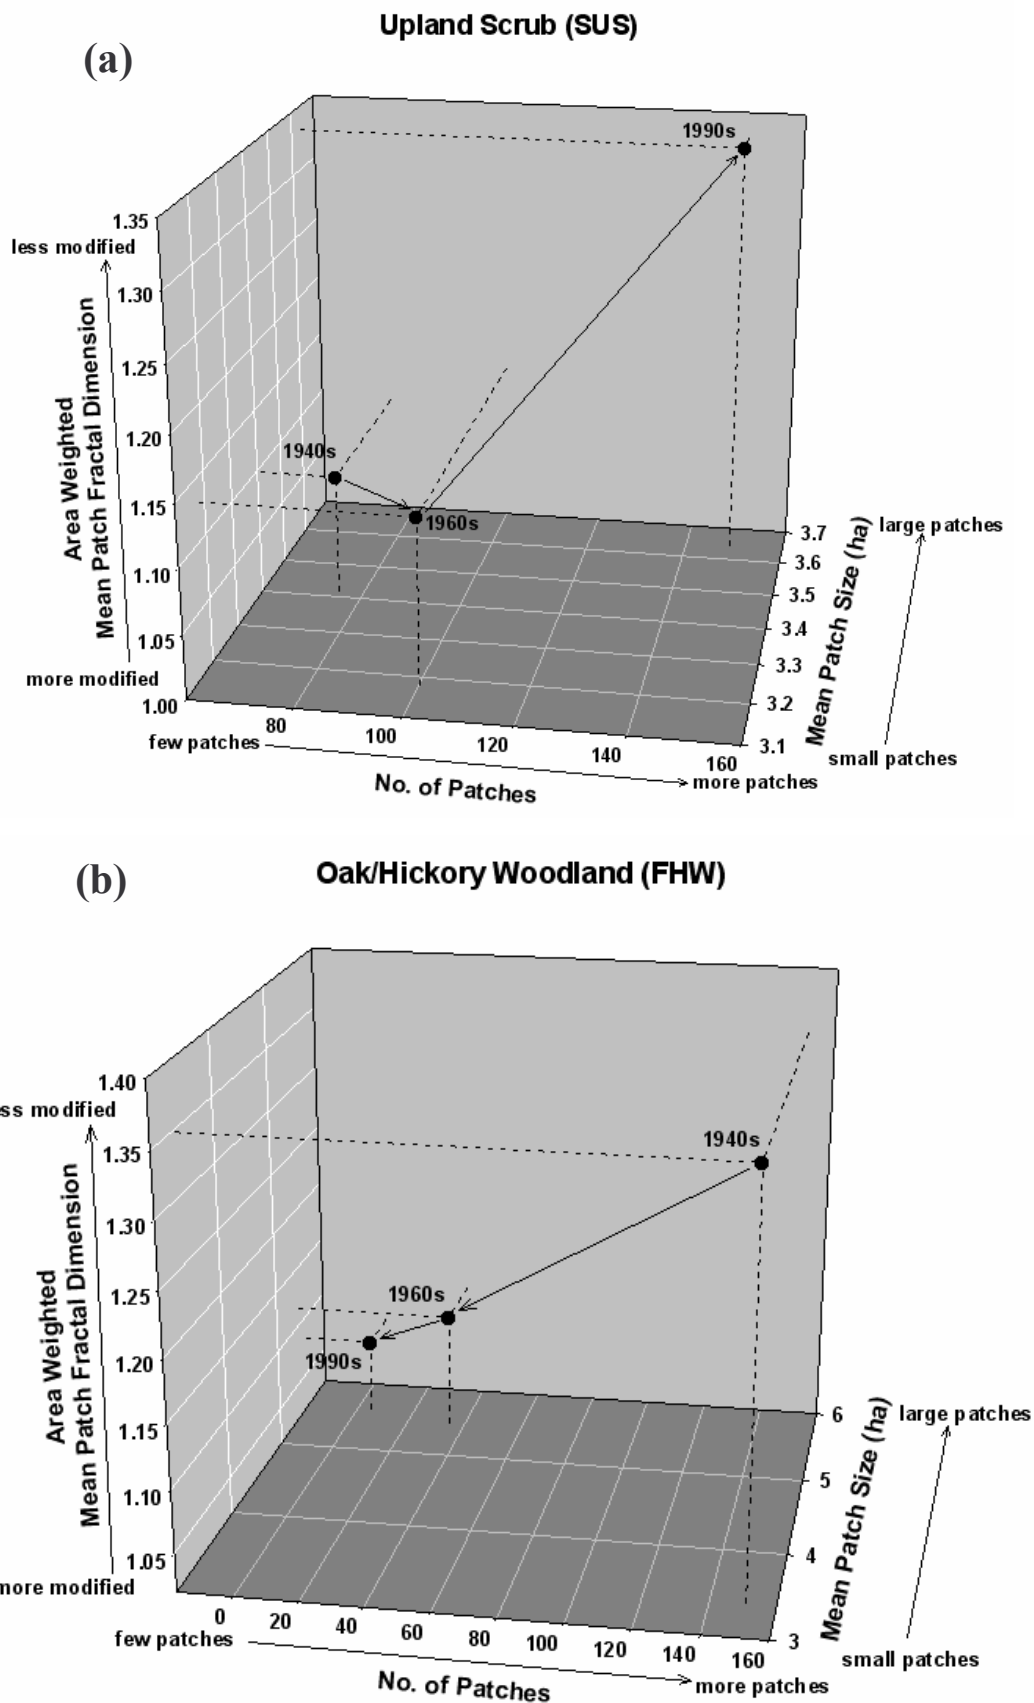 Upland Scrub (SUS)
(a)
1990s
1.35
less modified
1.30
1.25
1.20
1.15
1.10
1.05
1.00
more modified
Area Weighted
Mean Patch Fractal Dimension
1940s
1960s
3.7
3.6
3.5
3.4
3.3
3.2
3.1
large patches
Mean Patch Size (ha)
small patches
80
100
120
140
160
few patches
more patches
No. of Patches
Oak/Hickory Woodland (FHW)
(b)
1.40
ss modified
1.35
1.30
1.25
1.20
1.15
1.10
1.05
more modified
Area Weighted
Mean Patch Fractal Dimension
1940s
1960s
1990s
6
5
4
3
large patches
Mean Patch Size (ha)
small patches
0
20
40
60
80
100
120
140
160
few patches
more patches
No. of Patches